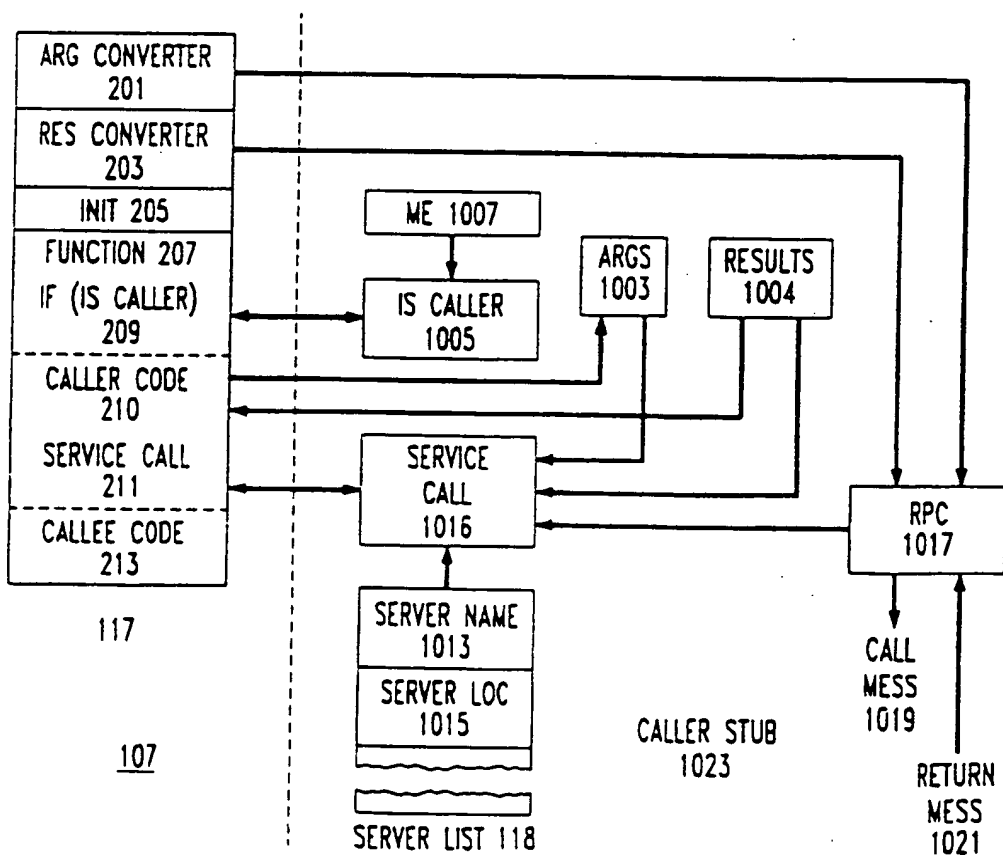 ARG CONVERTER
201
RES CONVERTER
203
INIT 205
FUNCTION 207
IF (IS CALLER)
209
CALLER CODE
210
SERVICE CALL
211
CALLEE CODE
213
117
107
ME 1007
IS CALLER
1005
ARGS
1003
RESULTS
1004
SERVICE
CALL
1016
SERVER NAME
1013
SERVER LOC
1015
SERVER LIST 118
RPC
1017
CALL
MESS
1019
CALLER STUB
1023
RETURN
MESS
1021